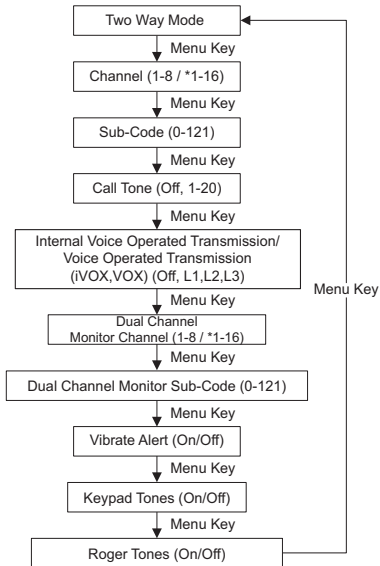 Two Way Mode
Menu Key
Channel (1-8 / *1-16)
Menu Key
Sub-Code (0-121)
Menu Key
Call Tone (Off, 1-20)
Menu Key
Internal Voice Operated Transmission/
Voice Operated Transmission
(iVOX,VOX) (Off, L1,L2,L3)
Menu Key
Menu Key
Dual Channel
Monitor Channel (1-8 / *1-16)
Menu Key
Dual Channel Monitor Sub-Code (0-121)
Menu Key
Vibrate Alert (On/Off)
Menu Key
Keypad Tones (On/Off)
Menu Key
Roger Tones (On/Off)